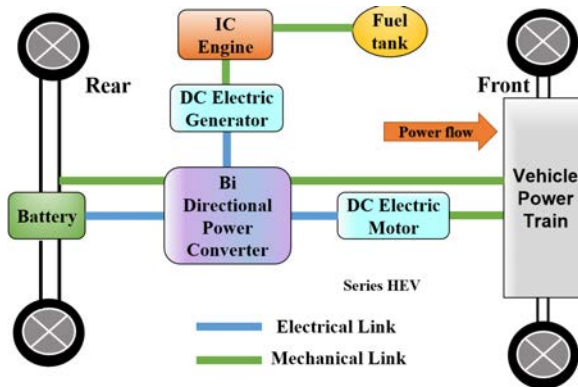 IC
Engine
Fuel
tank
Rear
Front
DC Electric
Generator
Power flow
Battery
Bi
Directional
Power
Converter
DC Electric
Motor
Vehicle
Power
Train
Series HEV
Electrical Link
Mechanical Link